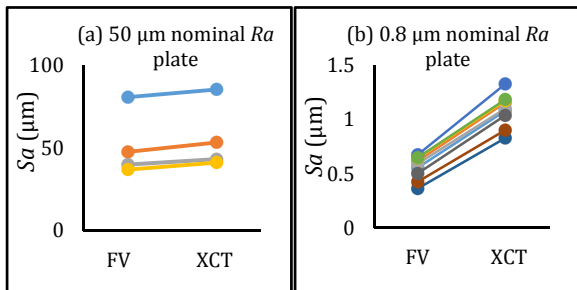 (a) 50 μm nominal Ra
plate
100
50
0
Sa (μm)
FV XCT
(b) 0.8 μm nominal Ra
plate
1.5
1
0.5
0
Sa (μm)
FV XCT